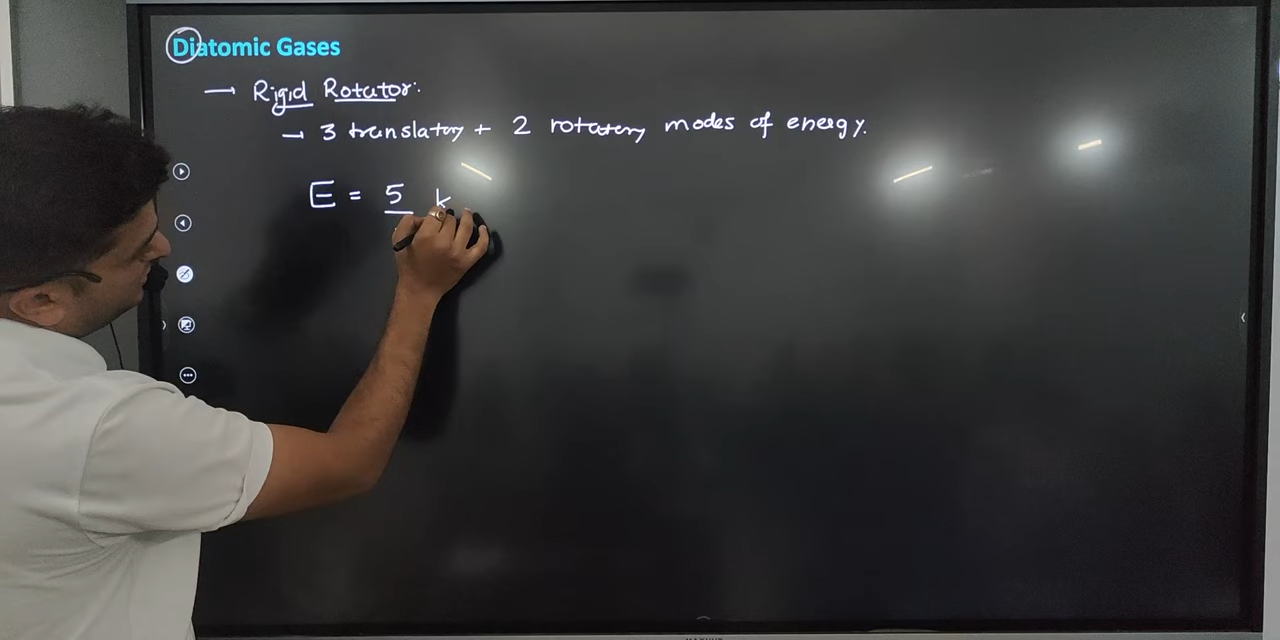 Diatomic Gases
→ Rigid Rotator:
→ 3 translatory + 2 rotatory modes of energy.
E = 5 k